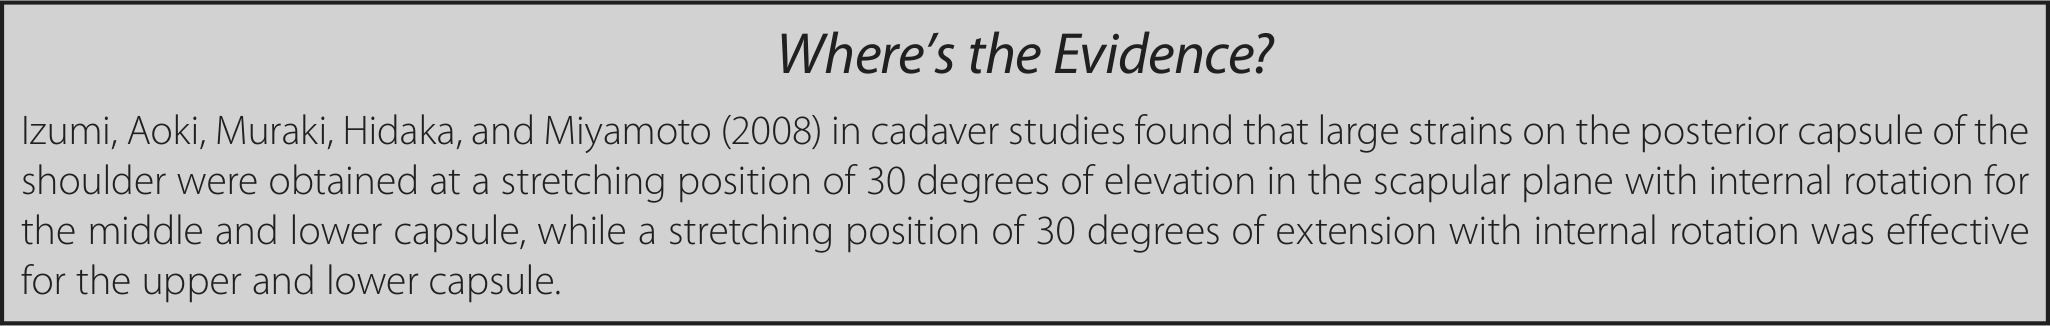 Where’s the Evidence?
Izumi, Aoki, Muraki, Hidaka, and Miyamoto (2008) in cadaver studies found that large strains on the posterior capsule of the
shoulder were obtained at a stretching position of 30 degrees of elevation in the scapular plane with internal rotation for
the middle and lower capsule, while a stretching position of 30 degrees of extension with internal rotation was effective
for the upper and lower capsule.